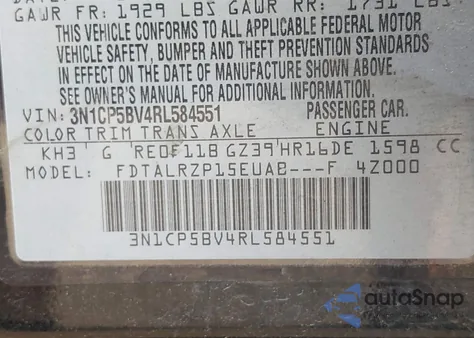 GAWR FR: 1929 LBS GAWR RR: 1731 LBS
THIS VEHICLE CONFORMS TO ALL APPLICABLE FEDERAL MOTOR
VEHICLE SAFETY, BUMPER AND THEFT PREVENTION STANDARDS
IN EFFECT ON THE DATE OF MANUFACTURE SHOWN ABOVE.
SEE OWNER'S MANUAL FOR ADDITIONAL INFORMATION.
VIN: 3N1CP5BV4RL584551 PASSENGER CAR.
COLOR TRIM TRANS AXLE ENGINE
KH3 G RE0F11B GZ39 HR16DE 1598 CC
MODEL: FDTALRZP15EUAB---F 4Z000
3N1CP5BV4RL584551
autoSnap